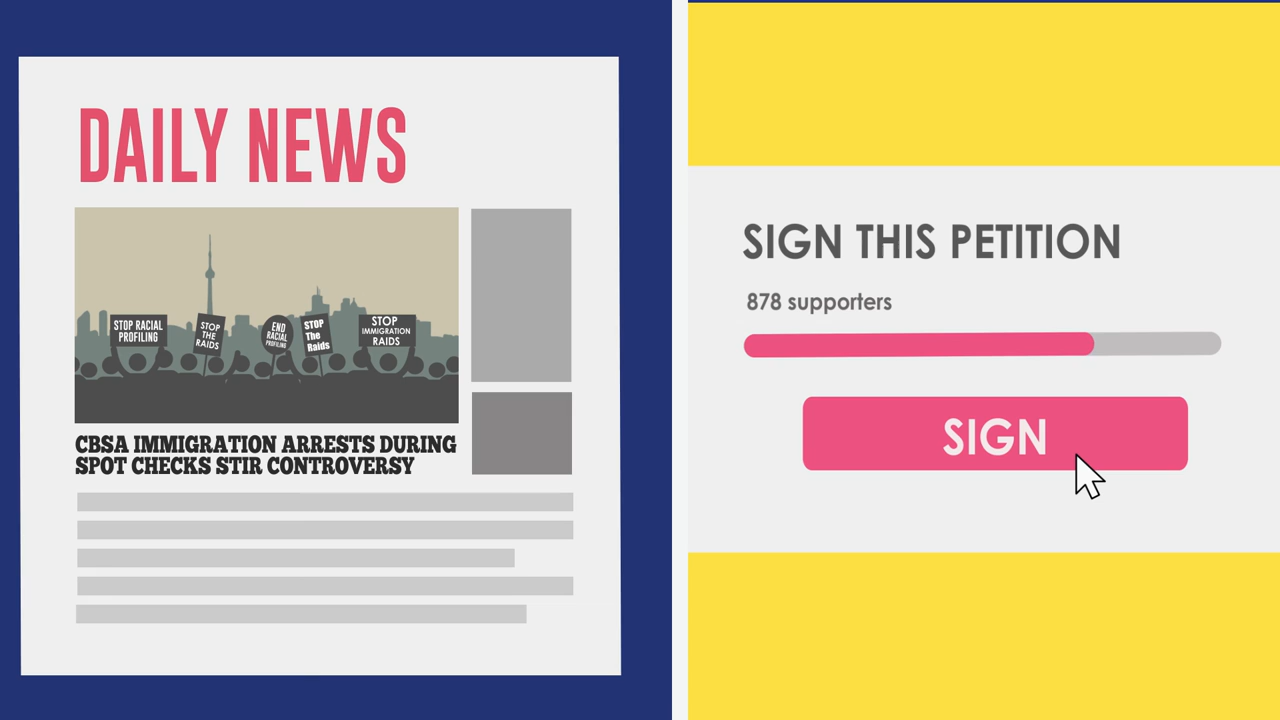 DAILY NEWS
STOP RACIAL
PROFILING
STOP
THE
RAIDS
END
RACIAL
PROFILING
STOP
The
Raids
STOP
IMMIGRATION
RAIDS
CBSA IMMIGRATION ARRESTS DURING
SPOT CHECKS STIR CONTROVERSY
SIGN THIS PETITION
878 supporters
SIGN